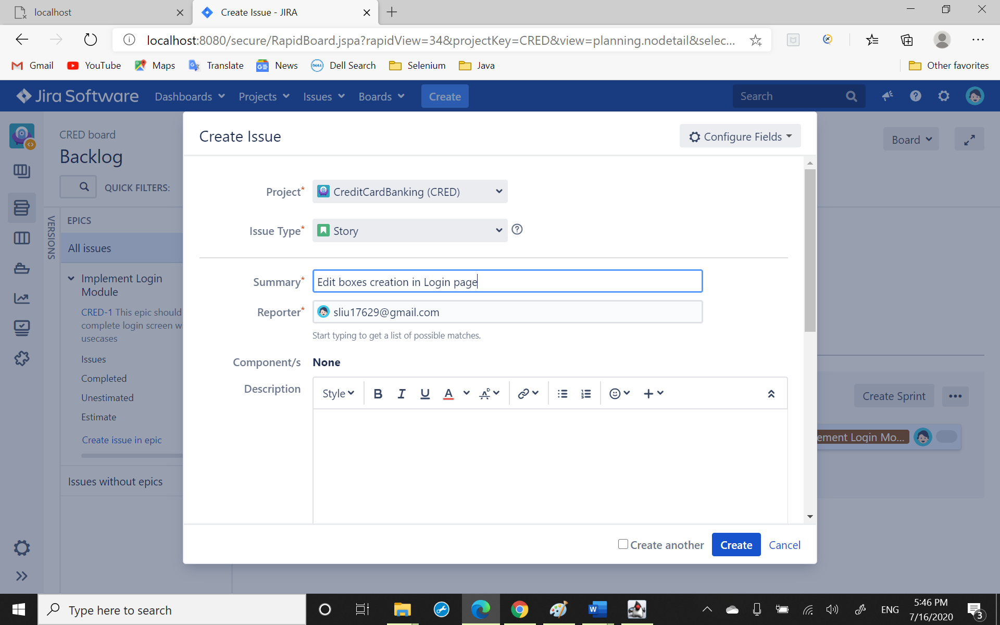 localhost
Create Issue - JIRA
localhost:8080/secure/RapidBoard.jspa?rapidView=34&projectKey=CRED&view=planning.nodetail&selec...
Gmail YouTube Maps Translate News Dell Search Selenium Java Other favorites
Jira Software Dashboards Projects Issues Boards Create Search
CRED board
Backlog
QUICK FILTERS:
Board
VERSIONS
EPICS
All issues
Implement Login
Module
CRED-1 This epic should
complete login screen w
usecases
Issues
Completed
Unestimated
Estimate
Create issue in epic
Issues without epics
Create Issue
Configure Fields
Project* CreditCardBanking (CRED)
Issue Type* Story
Summary* Edit boxes creation in Login page
Reporter* sliu17629@gmail.com
Start typing to get a list of possible matches.
Component/s None
Description Style B I U A
Create another Create Cancel
Create Sprint
ement Login Mo...
Type here to search
ENG
5:46 PM
7/16/2020
3